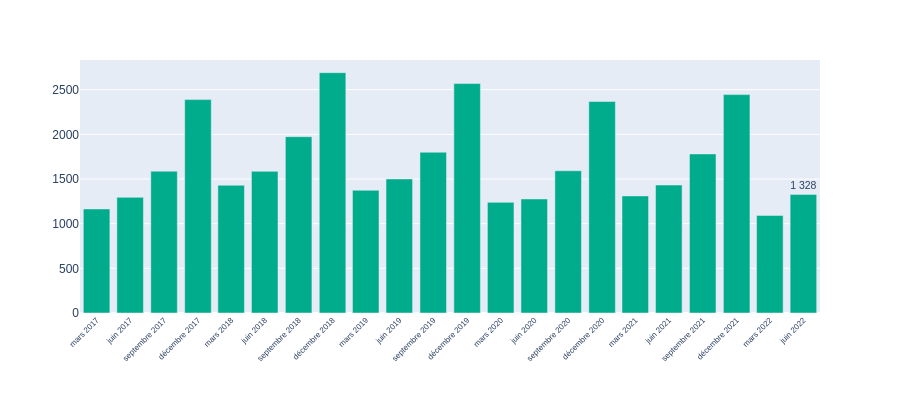 2500
2000
1500
1000
500
0
1 328
mars 2017
juin 2017
septembre 2017
décembre 2017
mars 2018
juin 2018
septembre 2018
décembre 2018
mars 2019
juin 2019
septembre 2019
décembre 2019
mars 2020
juin 2020
septembre 2020
décembre 2020
mars 2021
juin 2021
septembre 2021
décembre 2021
mars 2022
juin 2022